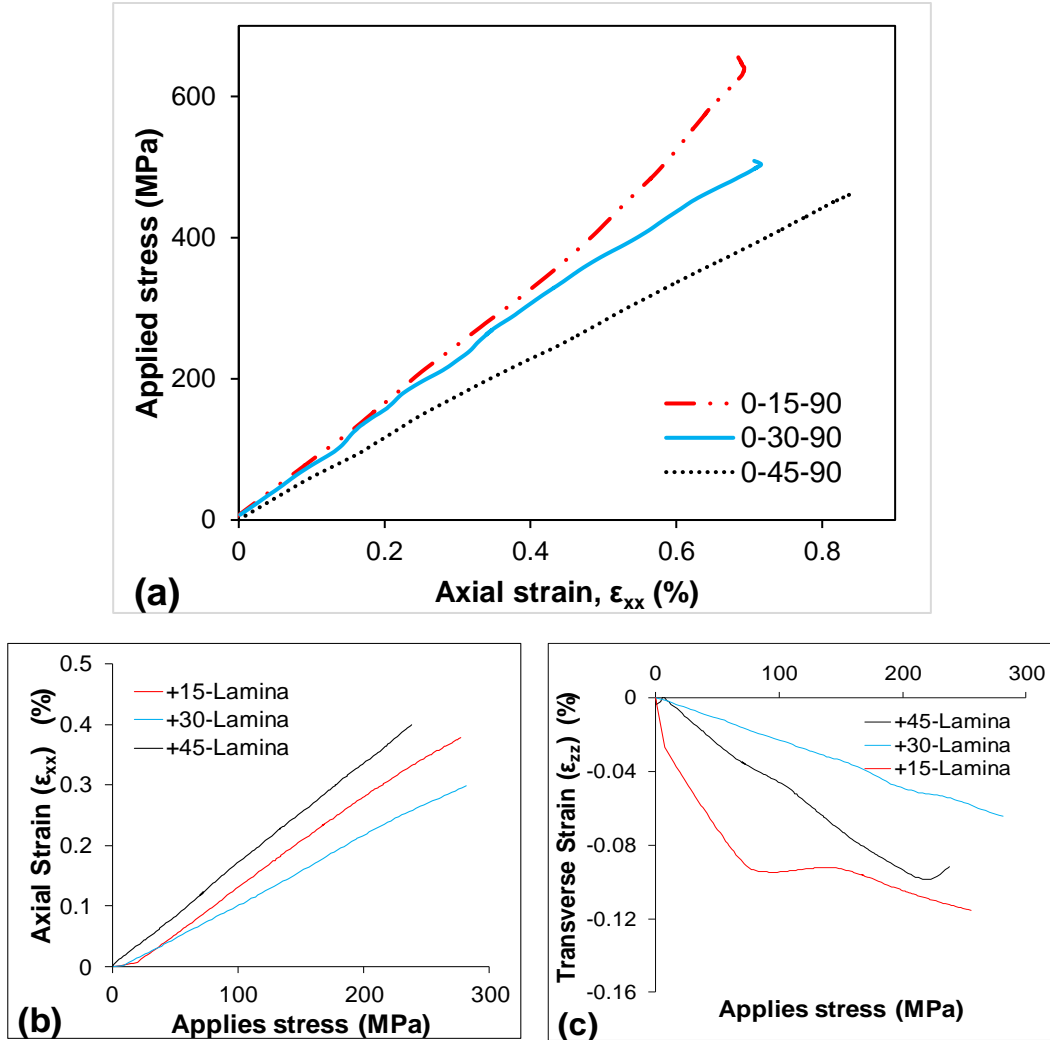 600
400
200
0
0
0.2
0.4
0.6
0.8
Applied stress (MPa)
0-15-90
0-30-90
0-45-90
(a)
Axial strain, εxx (%)
0.5
0.4
0.3
0.2
0.1
0
0
100
200
300
Axial Strain (εxx) (%)
+15-Lamina
+30-Lamina
+45-Lamina
(b)
Applies stress (MPa)
0
100
200
300
0
-0.04
-0.08
-0.12
-0.16
Transverse Strain (εzz) (%)
+45-Lamina
+30-Lamina
+15-Lamina
(c)
Applies stress (MPa)